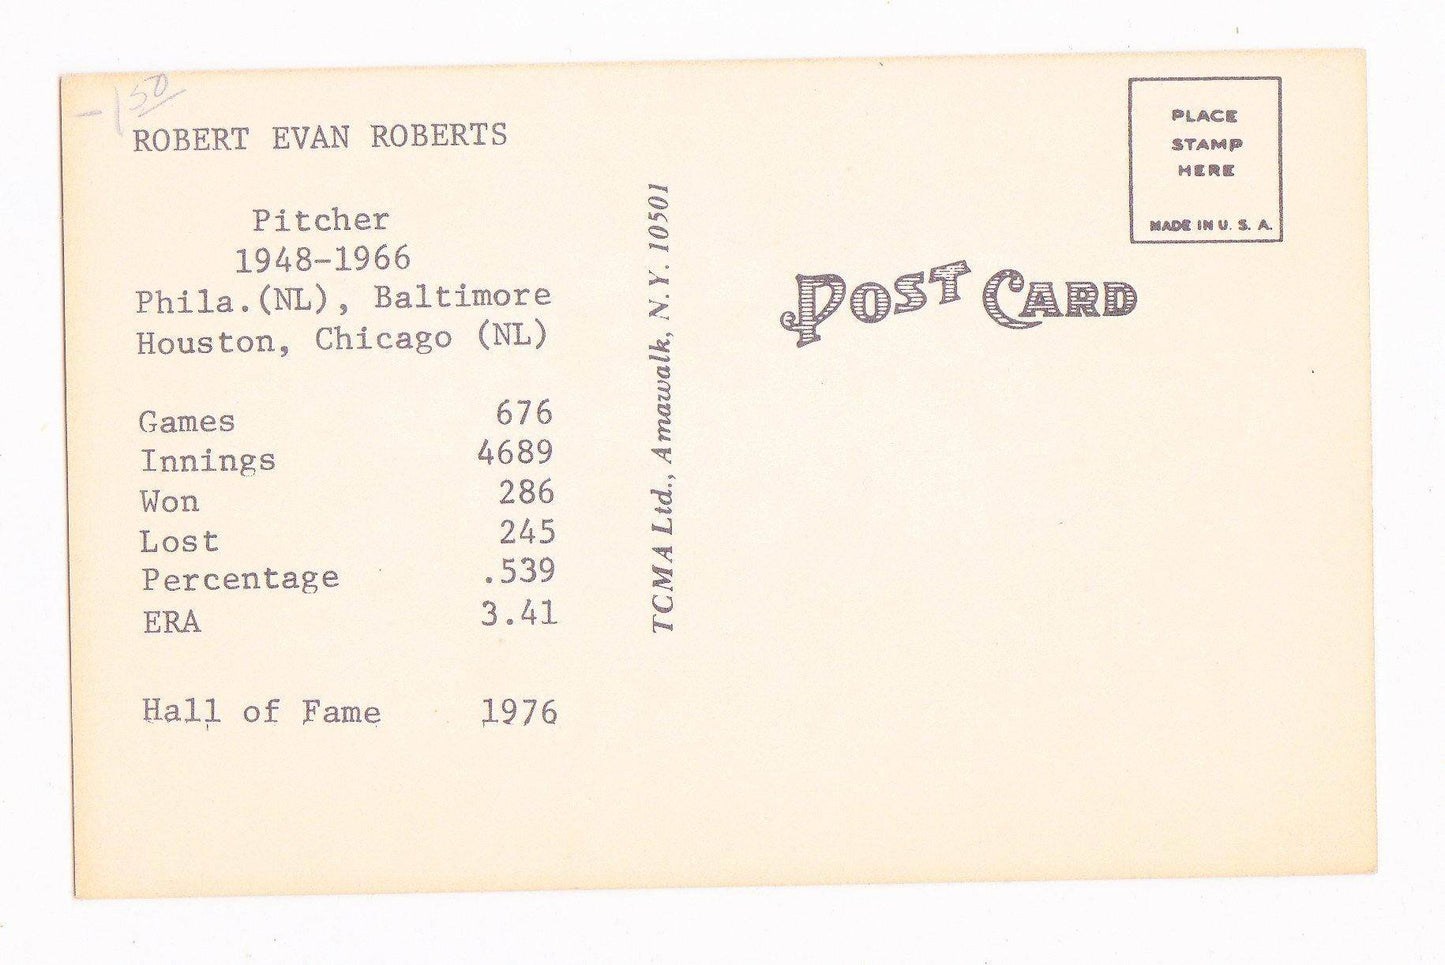 -1 50
ROBERT EVAN ROBERTS
Pitcher
1948-1966
Phila.(NL), Baltimore
Houston, Chicago (NL)
Games 676
Innings 4689
Won 286
Lost 245
Percentage .539
ERA 3.41
Hall of Fame 1976
TCMA Ltd., Amawalk, N.Y. 10501
POST CARD
PLACE
STAMP
HERE
MADE IN U. S. A.